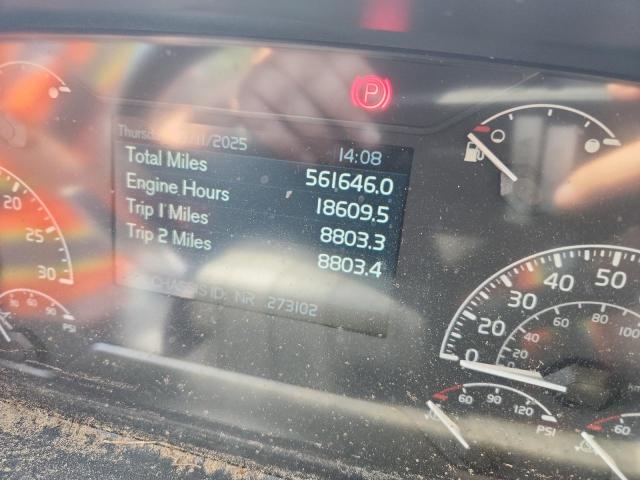 P
/2025 14:08
Total Miles 561646.0
Engine Hours 18609.5
Trip 1 Miles 8803.3
Trip 2 Miles 8803.4
CHASSIS ID. NR 273102
20
25
30
PSI
0 20 30 40 50
20 40 60 80 100
60 90 120
PSI
60